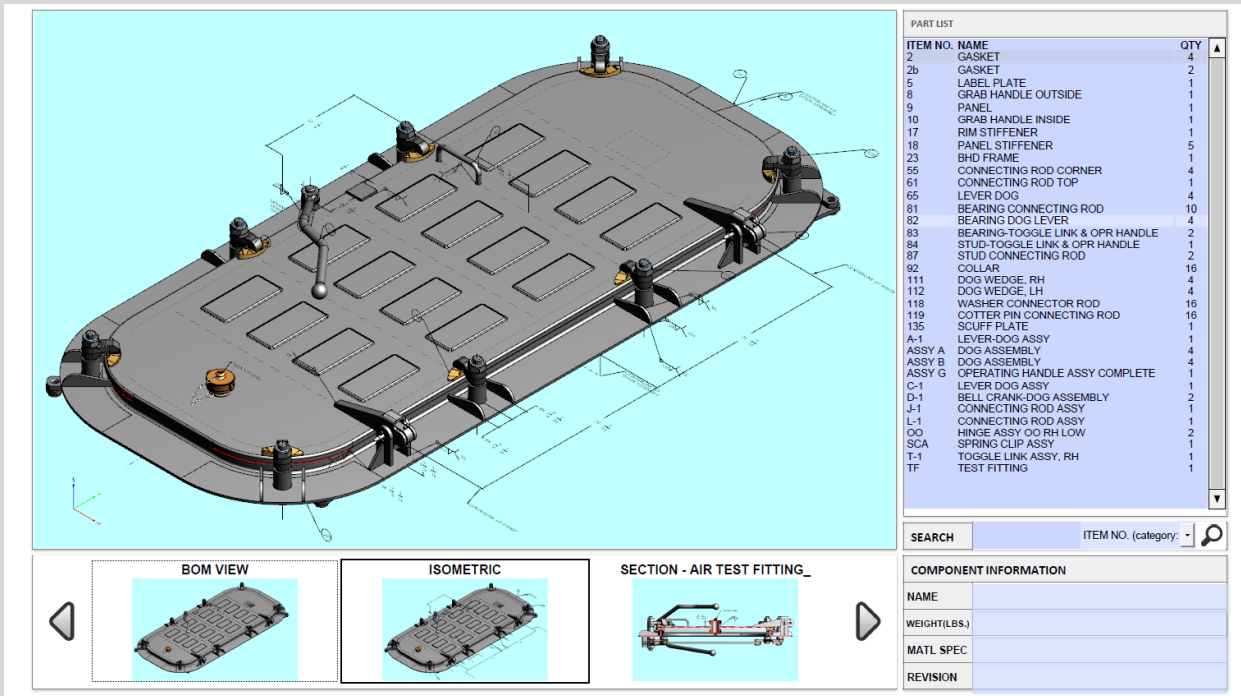 PART LIST
ITEM NO. NAME QTY
2 GASKET 4
2b GASKET 2
5 LABEL PLATE 1
8 GRAB HANDLE OUTSIDE 1
9 PANEL 1
10 GRAB HANDLE INSIDE 1
17 RIM STIFFENER 1
18 PANEL STIFFENER 5
23 BHD FRAME 1
55 CONNECTING ROD CORNER 4
61 CONNECTING ROD TOP 1
65 LEVER DOG 4
81 BEARING CONNECTING ROD 10
82 BEARING DOG LEVER 4
83 BEARING-TOGGLE LINK & OPR HANDLE 2
84 STUD-TOGGLE LINK & OPR HANDLE 1
87 STUD CONNECTING ROD 2
92 COLLAR 16
111 DOG WEDGE, RH 4
112 DOG WEDGE, LH 4
118 WASHER CONNECTOR ROD 16
119 COTTER PIN CONNECTING ROD 16
135 SCUFF PLATE 1
A-1 LEVER-DOG ASSY 1
ASSY A DOG ASSEMBLY 4
ASSY B DOG ASSEMBLY 4
ASSY G OPERATING HANDLE ASSY COMPLETE 1
C-1 LEVER DOG ASSY 1
D-1 BELL CRANK-DOG ASSEMBLY 2
J-1 CONNECTING ROD ASSY 1
L-1 CONNECTING ROD ASSY 1
OO HINGE ASSY OO RH LOW 2
SCA SPRING CLIP ASSY 1
T-1 TOGGLE LINK ASSY, RH 1
TF TEST FITTING 1
SEARCH ITEM NO. (category:
BOM VIEW ISOMETRIC SECTION - AIR TEST FITTING_
COMPONENT INFORMATION
NAME
WEIGHT(LBS.)
MATL SPEC
REVISION